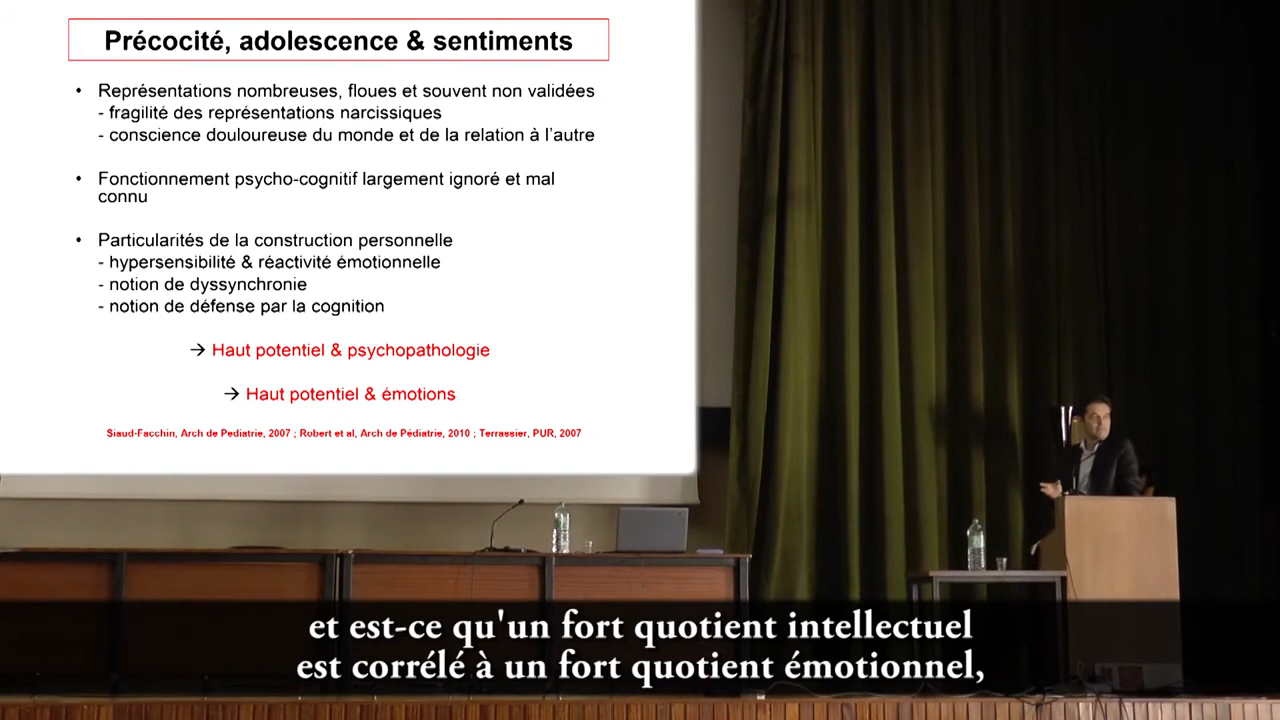 Précocité, adolescence & sentiments
• Représentations nombreuses, floues et souvent non validées
- fragilité des représentations narcissiques
- conscience douloureuse du monde et de la relation à l'autre
• Fonctionnement psycho-cognitif largement ignoré et mal
connu
• Particularités de la construction personnelle
- hypersensibilité & réactivité émotionnelle
- notion de dyssynchronie
- notion de défense par la cognition
→ Haut potentiel & psychopathologie
→ Haut potentiel & émotions
Siaud-Facchin, Arch de Pediatrie, 2007 ; Robert et al, Arch de Pédiatrie, 2010 ; Terrassier, PUR, 2007
et est-ce qu'un fort quotient intellectuel
est corrélé à un fort quotient émotionnel,